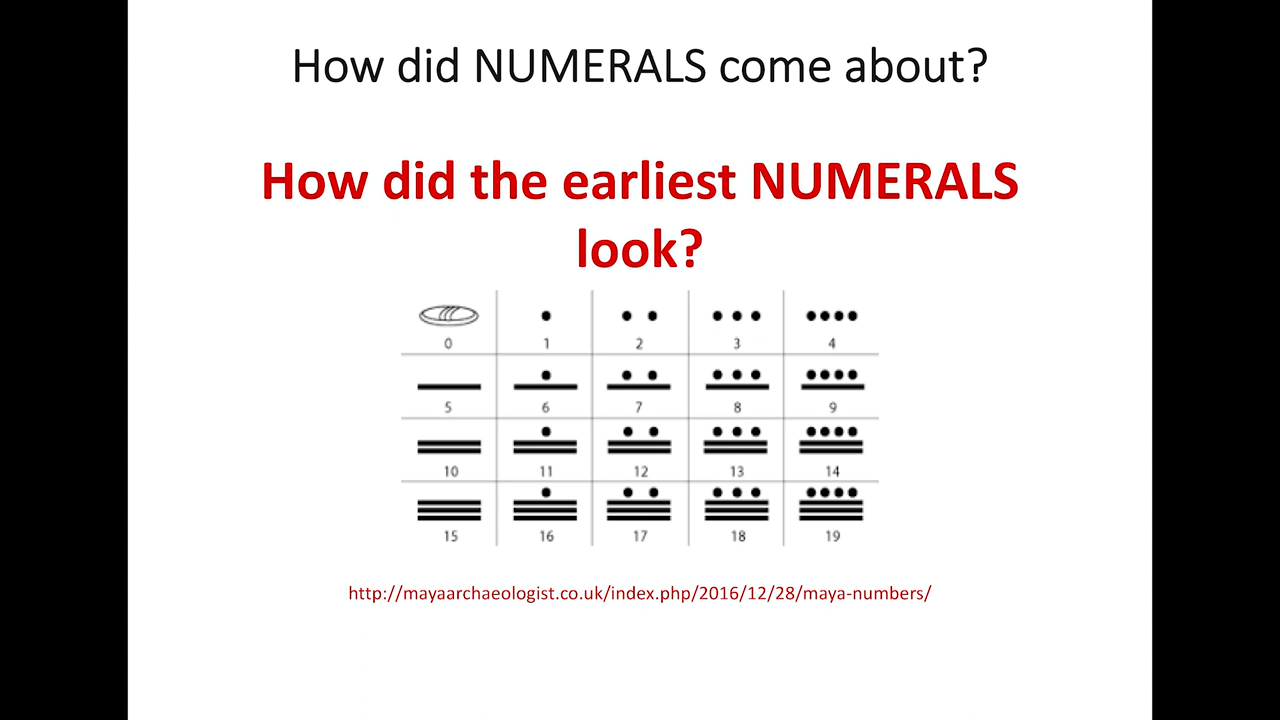 How did NUMERALS come about?
How did the earliest NUMERALS
look?
0 1 2 3 4
5 6 7 8 9
10 11 12 13 14
15 16 17 18 19
http://mayaarchaeologist.co.uk/index.php/2016/12/28/maya-numbers/